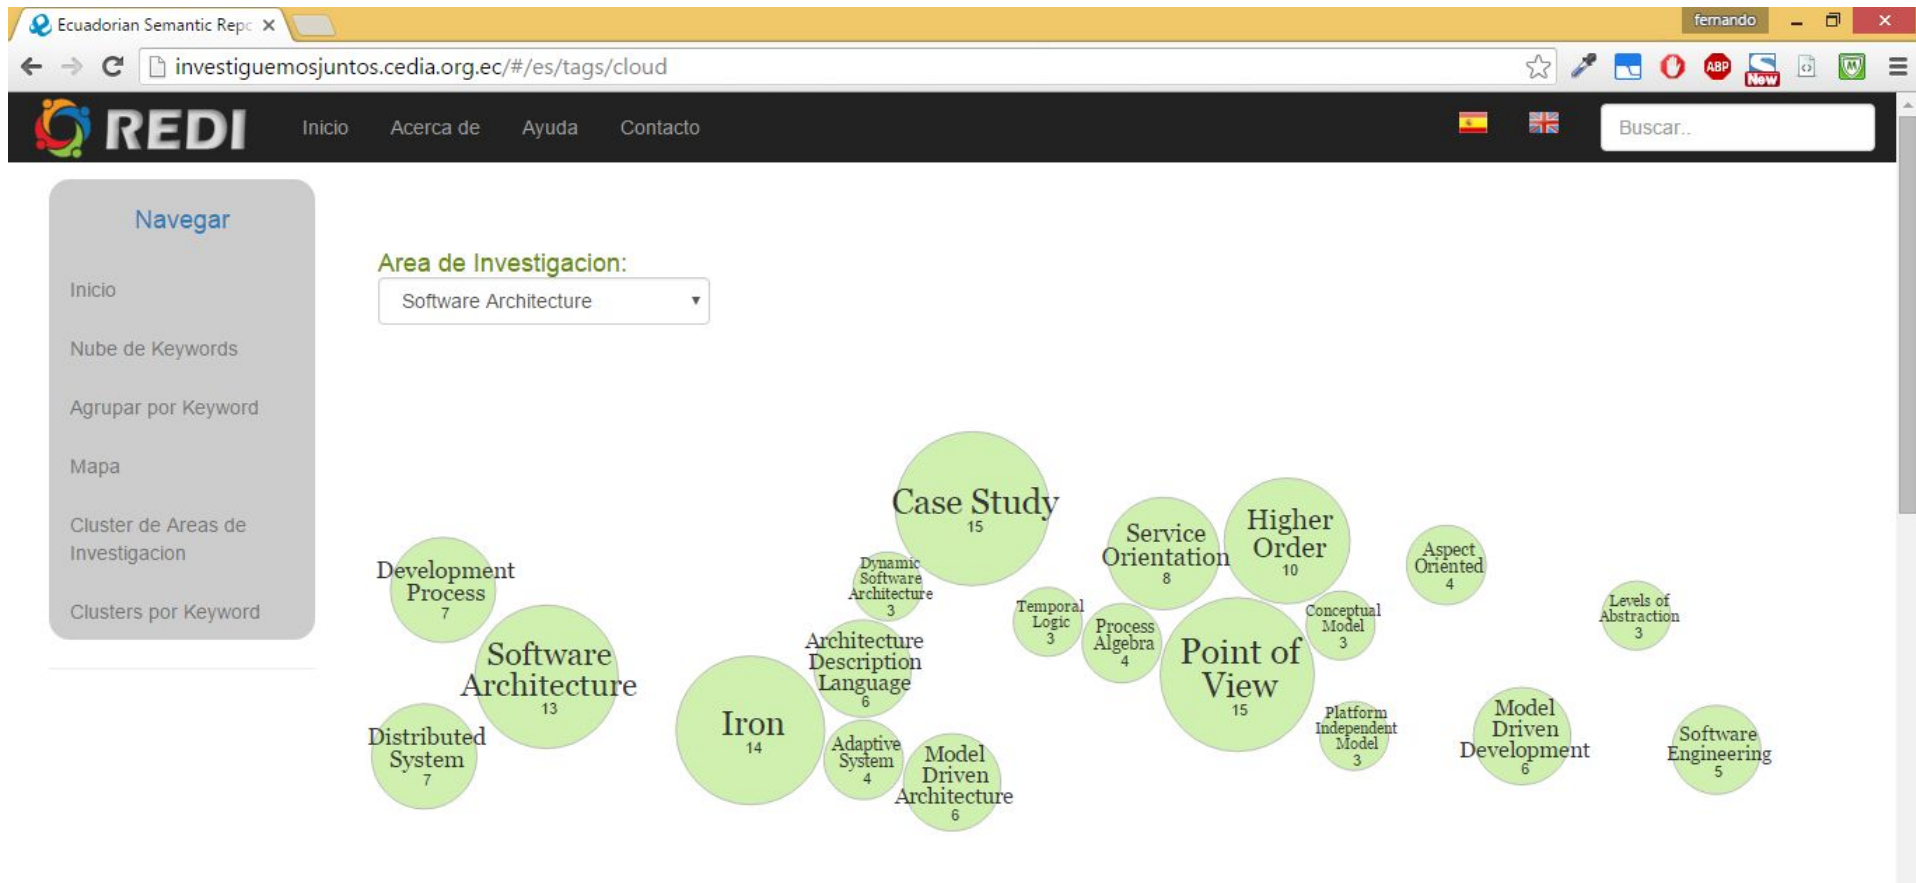 Ecuadorian Semantic Repo
fernando
investiguemosjuntos.cedia.org.ec/#/es/tags/cloud
ABP
New
REDI
Inicio
Acerca de
Ayuda
Contacto
Buscar..
Navegar
Inicio
Nube de Keywords
Agrupar por Keyword
Mapa
Cluster de Areas de
Investigacion
Clusters por Keyword
Area de Investigacion:
Software Architecture
Case Study
15
Service
Orientation
8
Higher
Order
10
Aspect
Oriented
4
Development
Process
7
Dynamic
Software
Architecture
3
Temporal
Logic
3
Process
Algebra
4
Conceptual
Model
3
Levels of
Abstraction
3
Software
Architecture
13
Architecture
Description
Language
6
Point of
View
15
Iron
14
Distributed
System
7
Adaptive
System
4
Model
Driven
Architecture
6
Platform
Independent
Model
3
Model
Driven
Development
6
Software
Engineering
5